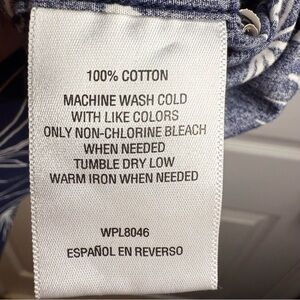 100% COTTON
MACHINE WASH COLD
WITH LIKE COLORS
ONLY NON-CHLORINE BLEACH
WHEN NEEDED
TUMBLE DRY LOW
WARM IRON WHEN NEEDED
WPL8046
ESPAÑOL EN REVERSO